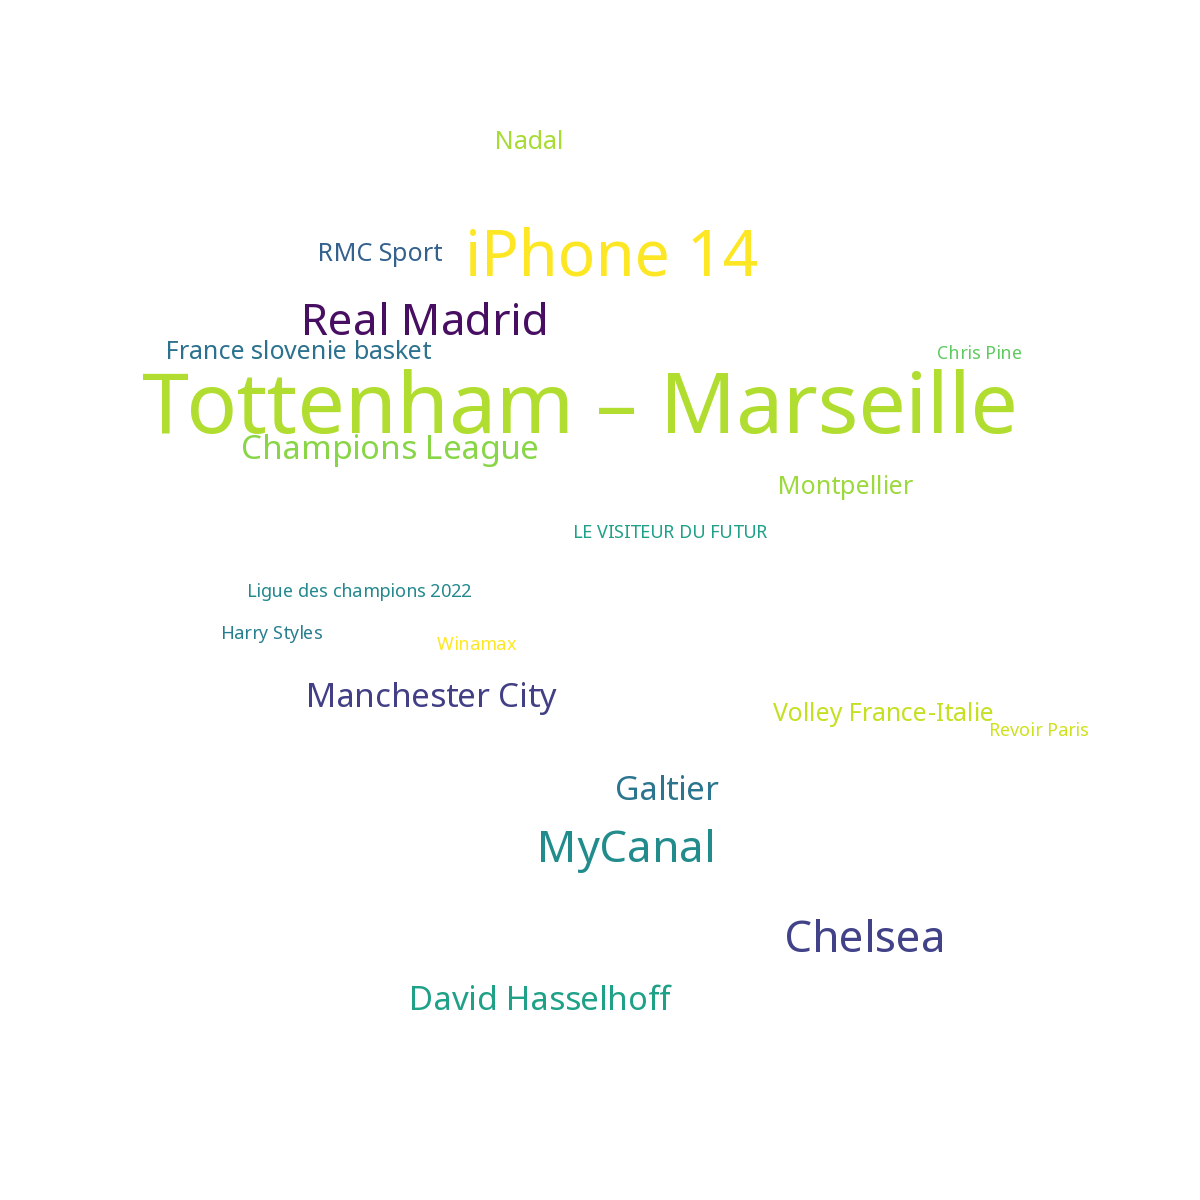 Nadal
RMC Sport
iPhone 14
Real Madrid
France slovenie basket
Chris Pine
Tottenham – Marseille
Champions League
Montpellier
LE VISITEUR DU FUTUR
Ligue des champions 2022
Harry Styles
Winamax
Manchester City
Volley France-Italie
Revoir Paris
Galtier
MyCanal
Chelsea
David Hasselhoff